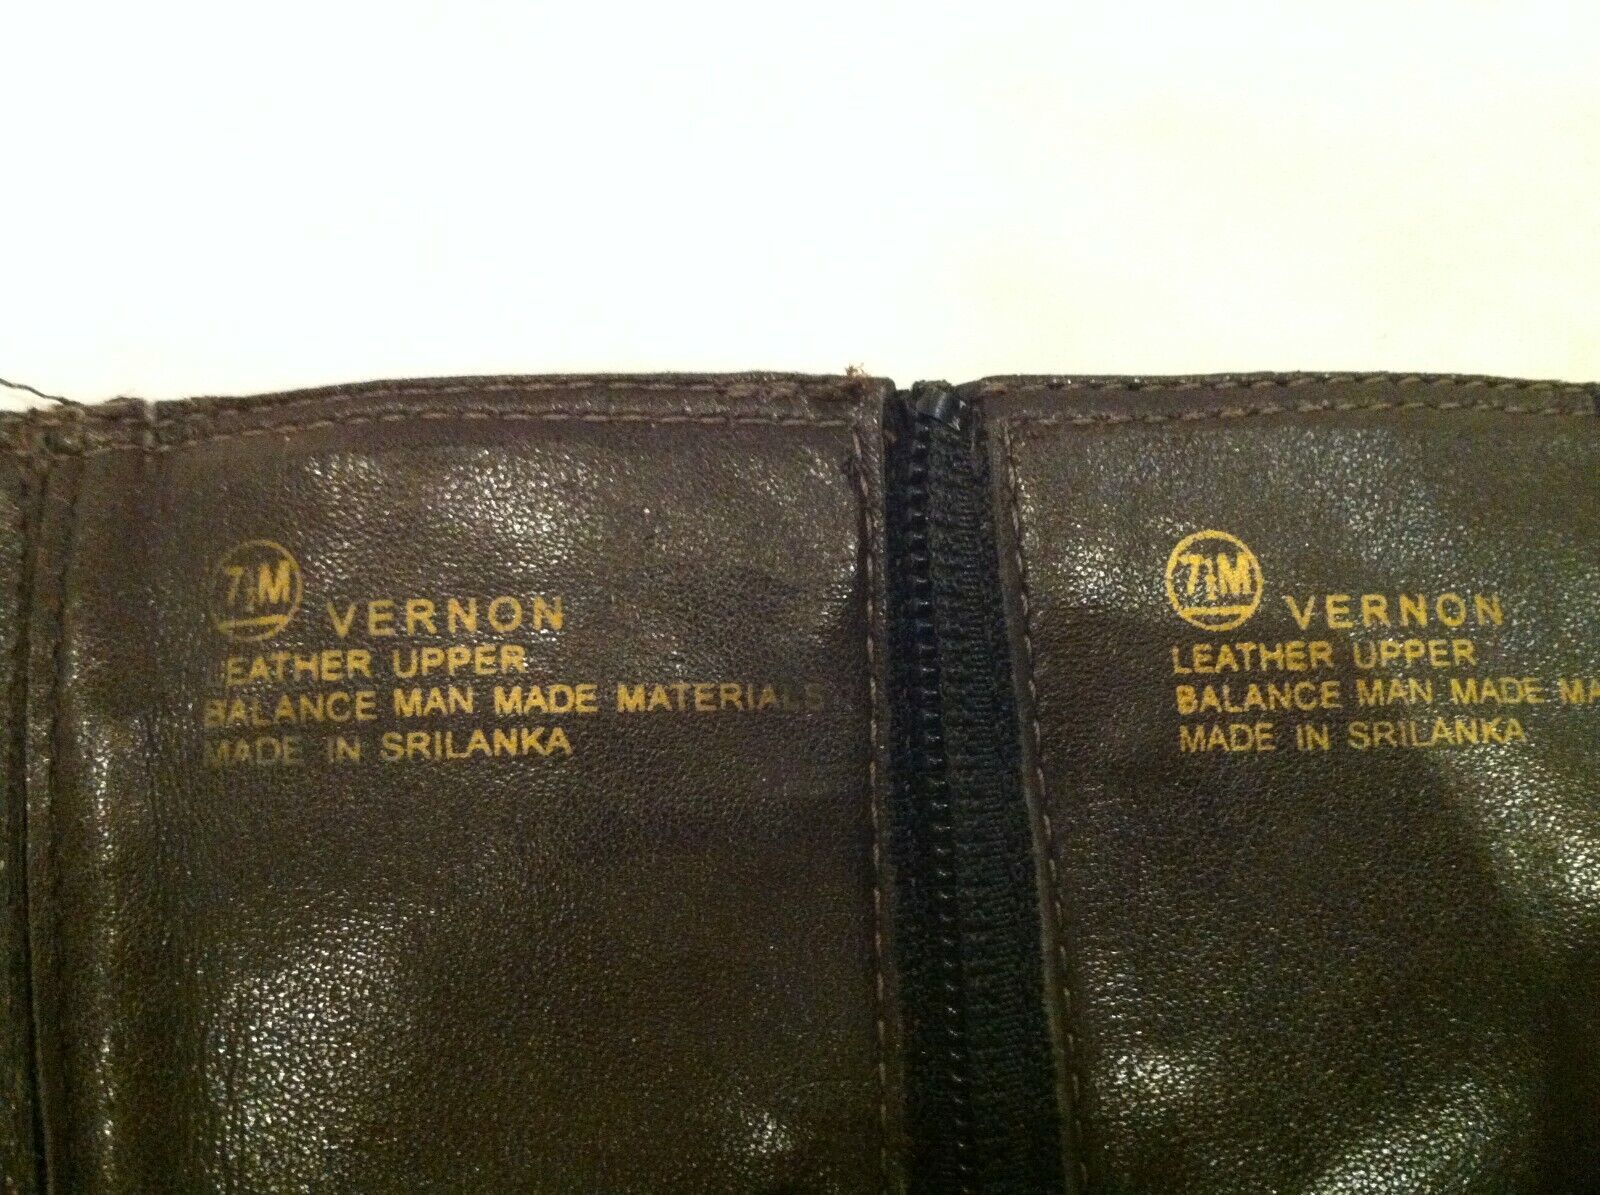 7½M VERNON
LEATHER UPPER
BALANCE MAN MADE MATERIALS
MADE IN SRILANKA
7½M VERNON
LEATHER UPPER
BALANCE MAN MADE MA
MADE IN SRILANKA